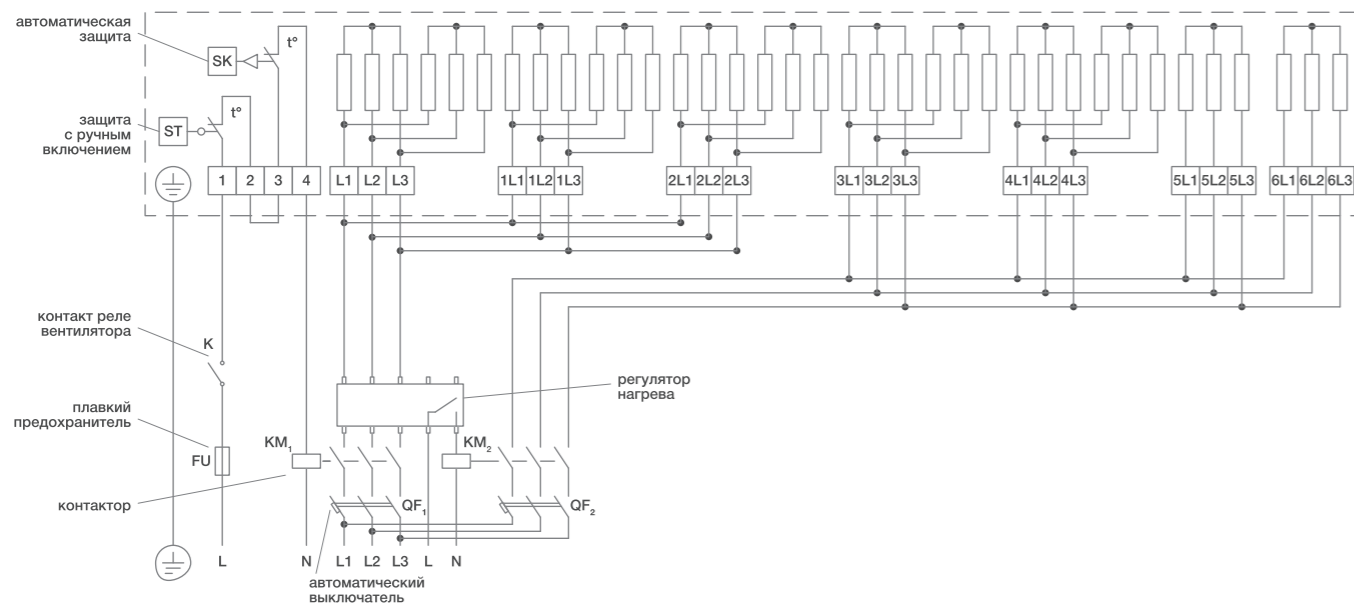 автоматическая
защита
SK
t°
защита
с ручным
включением
ST
t°
1 2 3 4
L1 L2 L3
1L1 1L2 1L3
2L1 2L2 2L3
3L1 3L2 3L3
4L1 4L2 4L3
5L1 5L2 5L3
6L1 6L2 6L3
контакт реле
вентилятора
K
регулятор
нагрева
плавкий
предохранитель
FU
KM₁
KM₂
контактор
QF₁
QF₂
L N L1 L2 L3 L N
автоматический
выключатель